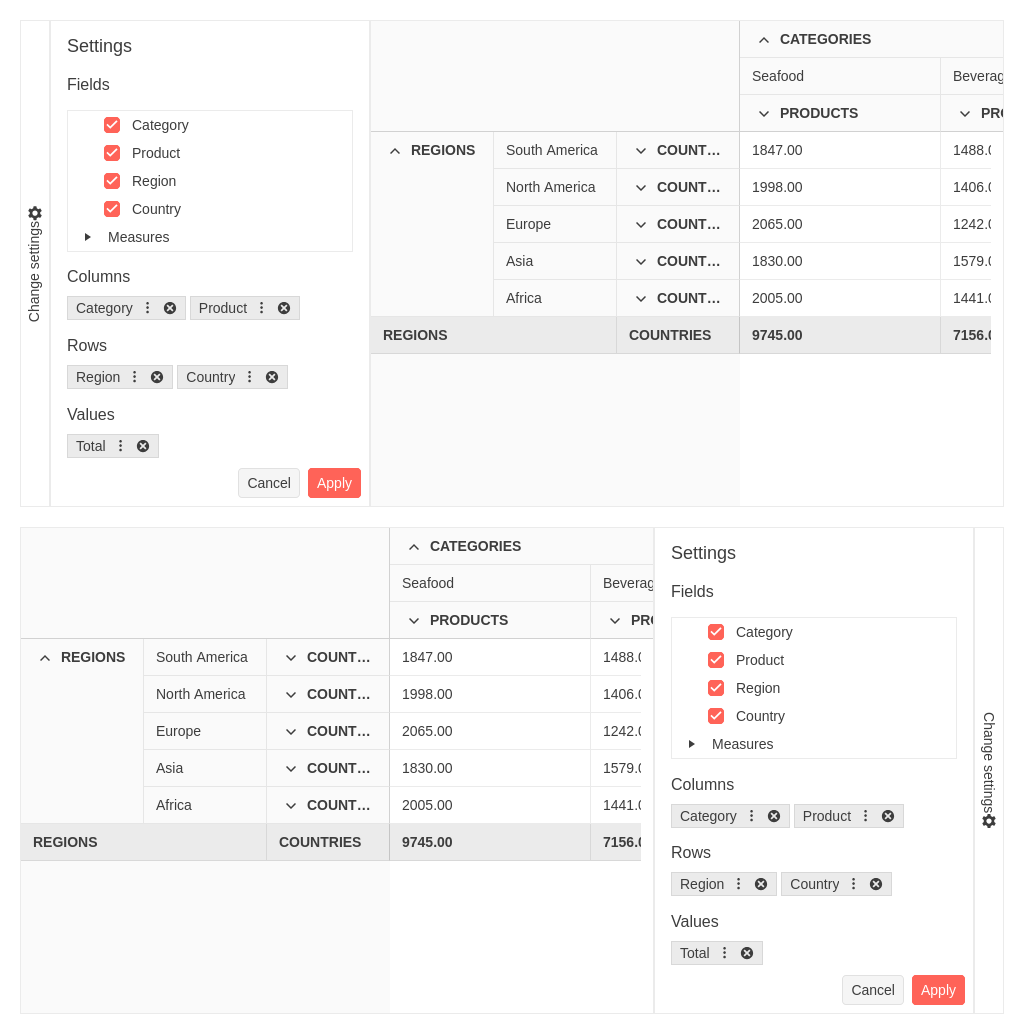 Change settings
Settings
Fields
Category
Product
Region
Country
Measures
Columns
Category Product
Rows
Region Country
Values
Total
Cancel Apply
CATEGORIES
Seafood Beverag
PRODUCTS PRO
REGIONS South America COUNT… 1847.00 1488.0
North America COUNT… 1998.00 1406.0
Europe COUNT… 2065.00 1242.0
Asia COUNT… 1830.00 1579.0
Africa COUNT… 2005.00 1441.0
REGIONS COUNTRIES 9745.00 7156.0
CATEGORIES
Seafood Beverag
PRODUCTS PRO
REGIONS South America COUNT… 1847.00 1488.0
North America COUNT… 1998.00 1406.0
Europe COUNT… 2065.00 1242.0
Asia COUNT… 1830.00 1579.0
Africa COUNT… 2005.00 1441.0
REGIONS COUNTRIES 9745.00 7156.0
Settings
Fields
Category
Product
Region
Country
Measures
Columns
Category Product
Rows
Region Country
Values
Total
Cancel Apply
Change settings